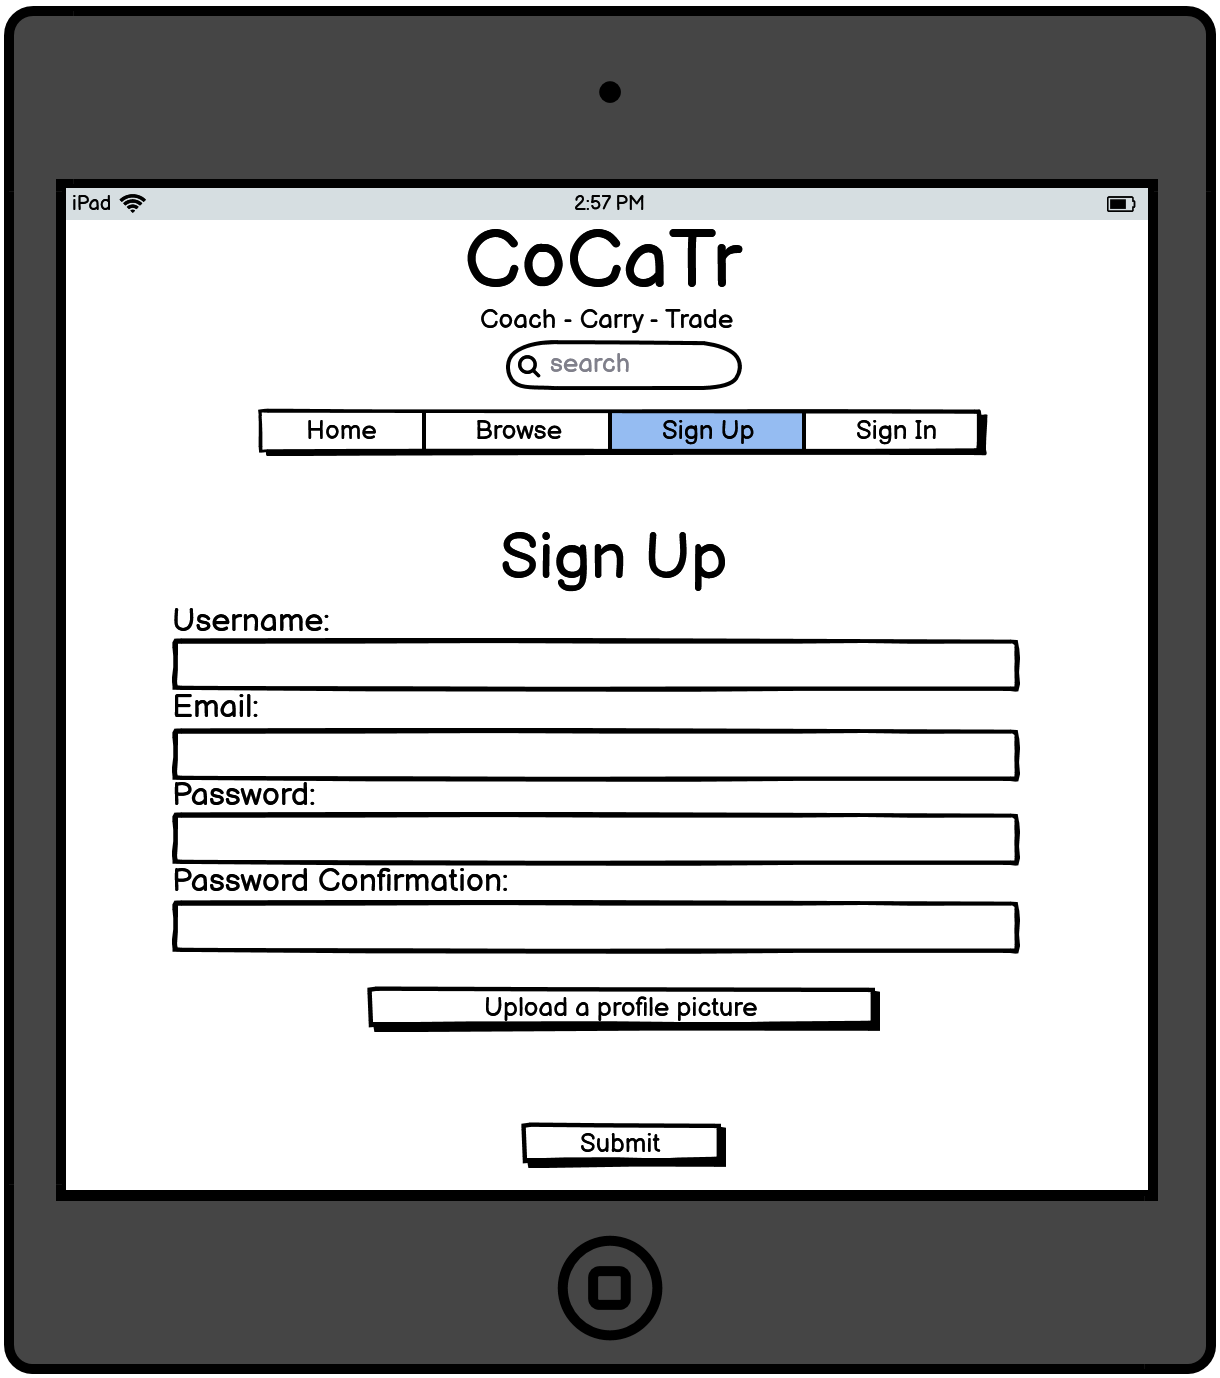 iPad 2:57 PM
CoCaTr
Coach - Carry - Trade
search
Home Browse Sign Up Sign In
Sign Up
Username:
Email:
Password:
Password Confirmation:
Upload a profile picture
Submit